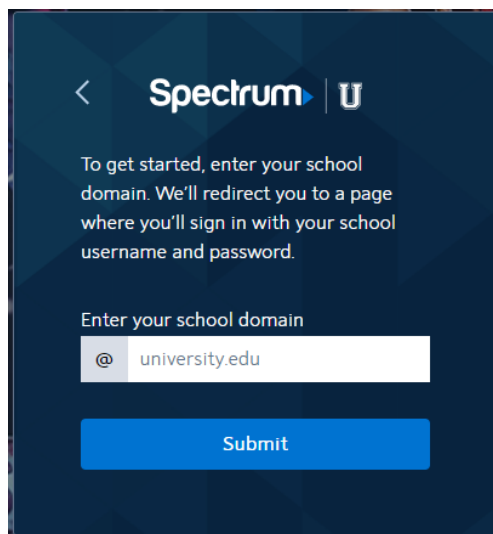 Spectrum U
To get started, enter your school
domain. We'll redirect you to a page
where you'll sign in with your school
username and password.
Enter your school domain
@ university.edu
Submit